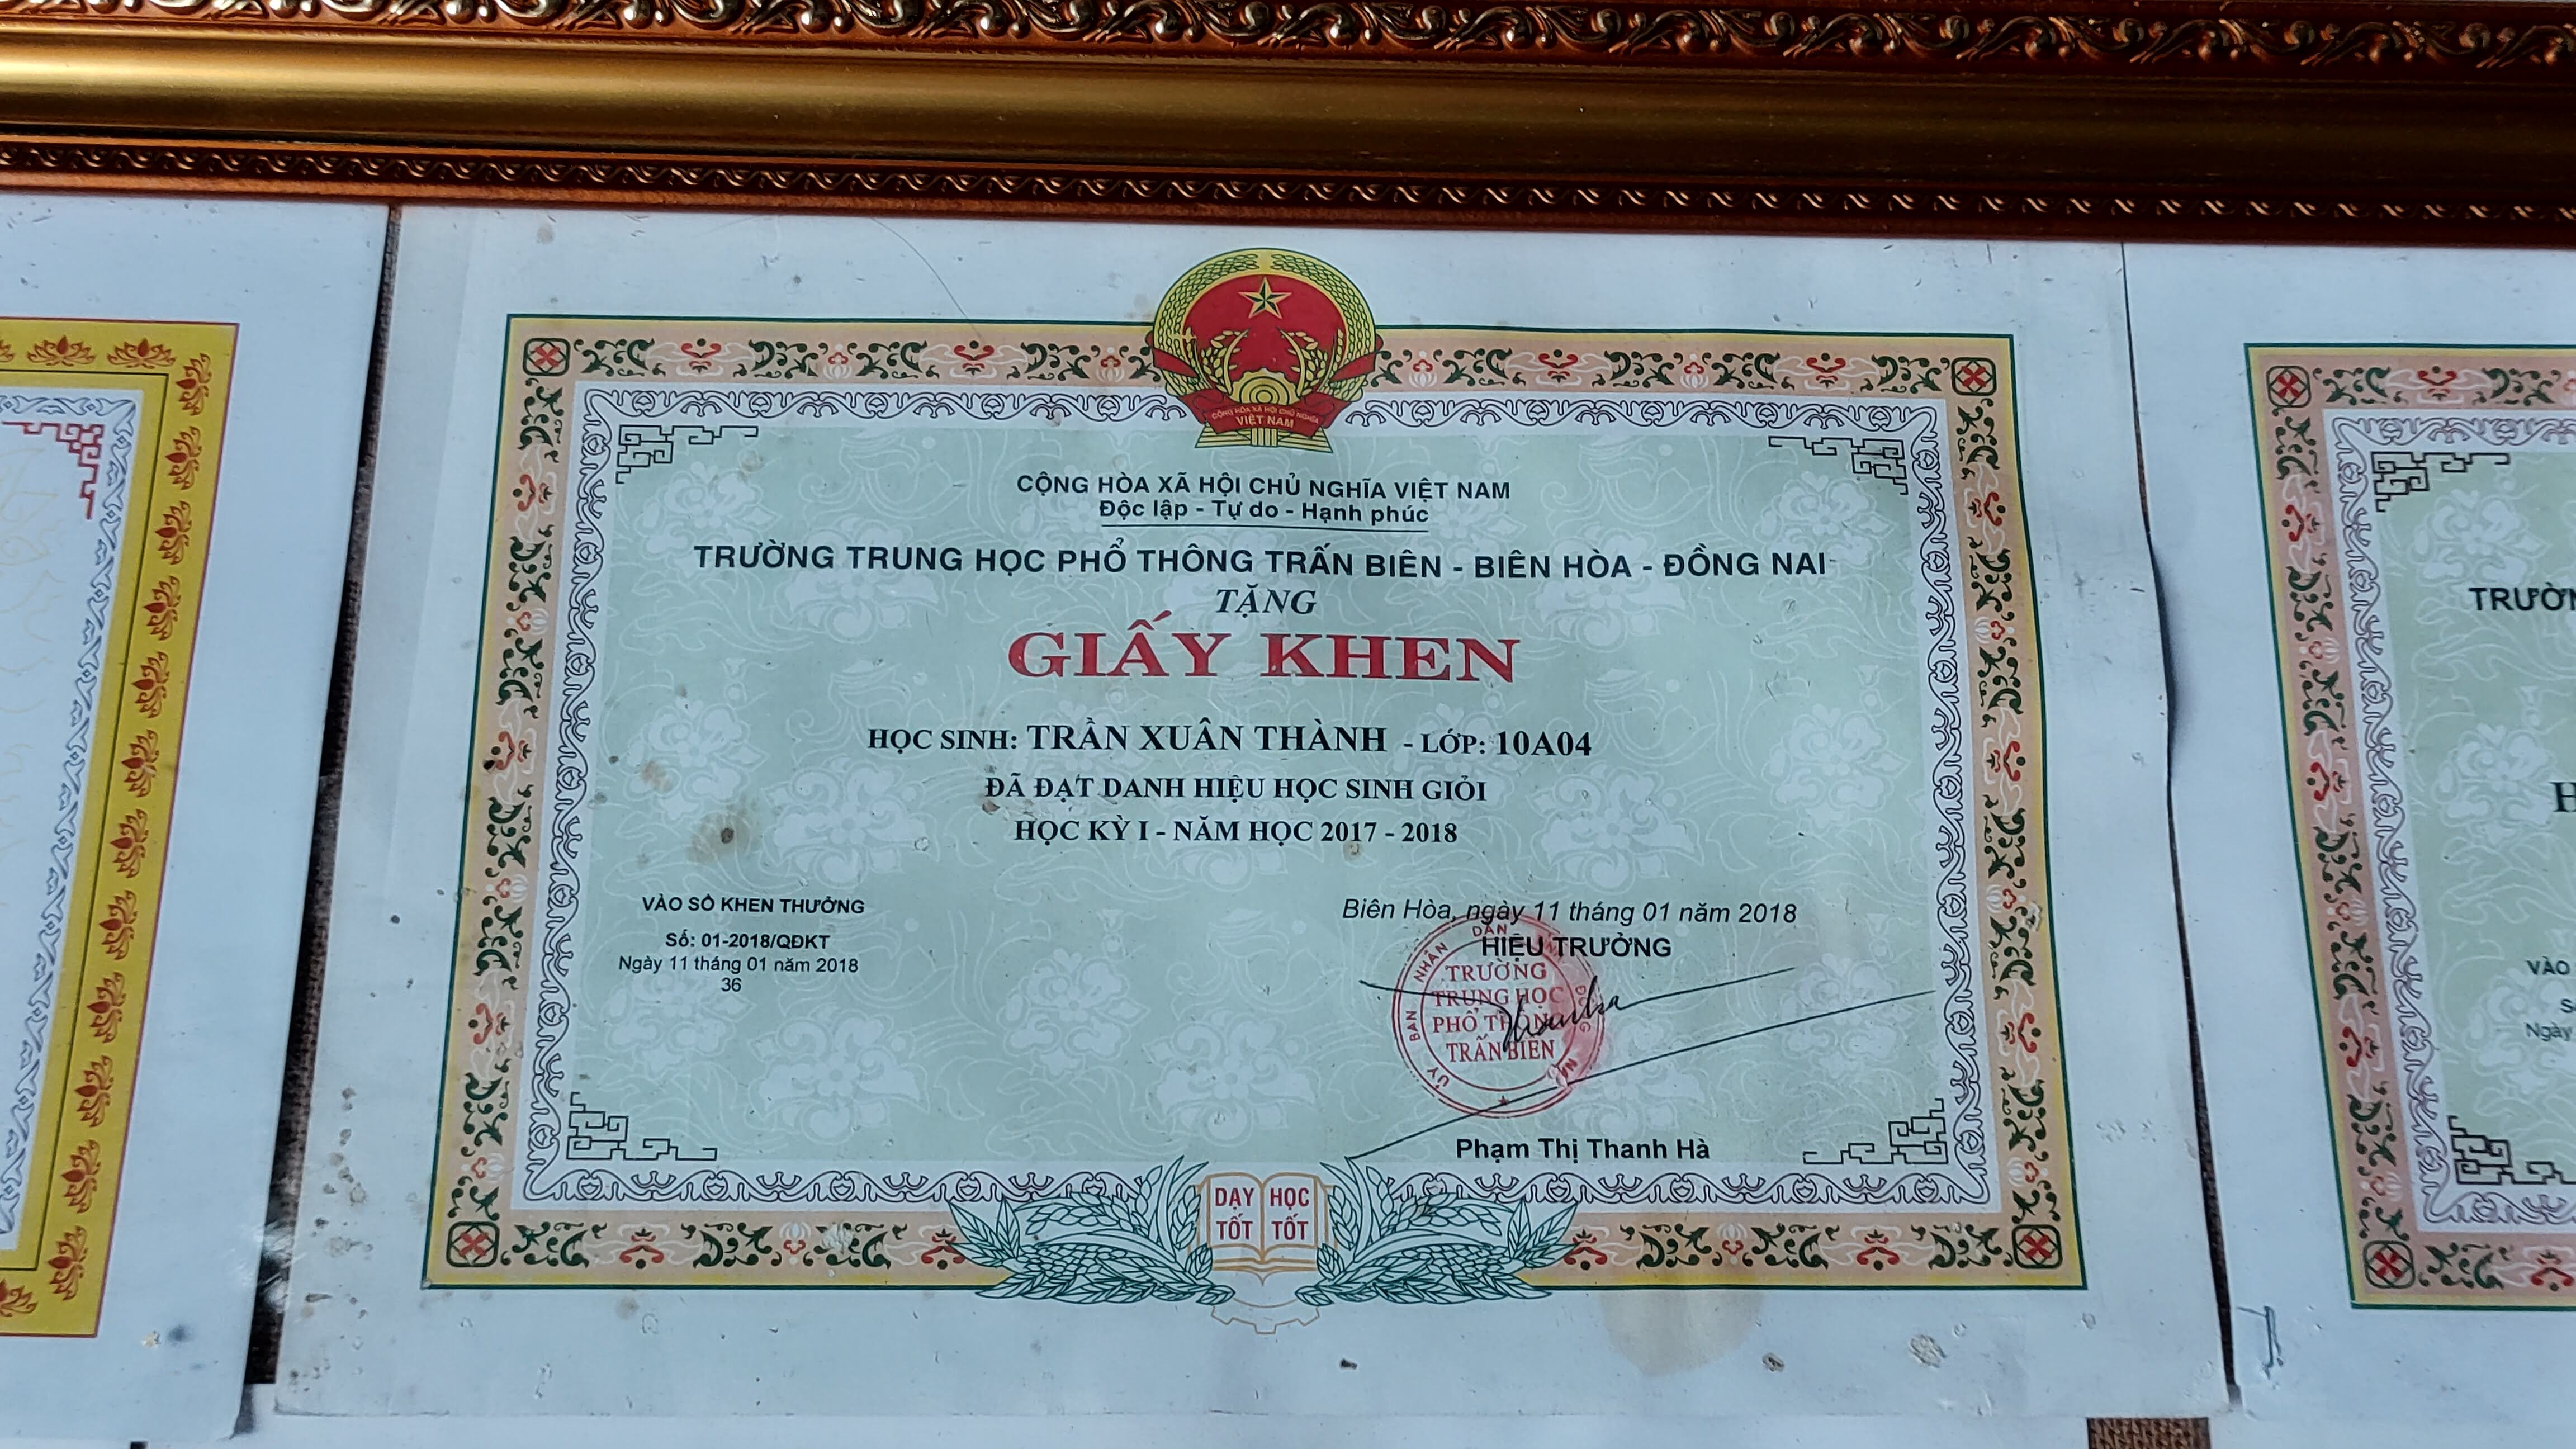 CỘNG HÒA XÃ HỘI CHỦ NGHĨA
VIỆT NAM
CỘNG HÒA XÃ HỘI CHỦ NGHĨA VIỆT NAM
Độc lập - Tự do - Hạnh phúc
TRƯỜNG TRUNG HỌC PHỔ THÔNG TRẤN BIÊN - BIÊN HÒA - ĐỒNG NAI
TẶNG
GIẤY KHEN
HỌC SINH: TRẦN XUÂN THÀNH - LỚP: 10A04
ĐÃ ĐẠT DANH HIỆU HỌC SINH GIỎI
HỌC KỲ I - NĂM HỌC 2017 - 2018
VÀO SỔ KHEN THƯỞNG
Số: 01-2018/QĐKT
Ngày 11 tháng 01 năm 2018
36
Biên Hòa, ngày 11 tháng 01 năm 2018
HIỆU TRƯỞNG
ỦY BAN NHÂN DÂN
TRƯỜNG
TRUNG HỌC
PHỔ THÔNG
TRẤN BIÊN
Phạm Thị Thanh Hà
DẠY TỐT
HỌC TỐT
VÀO
Ngày